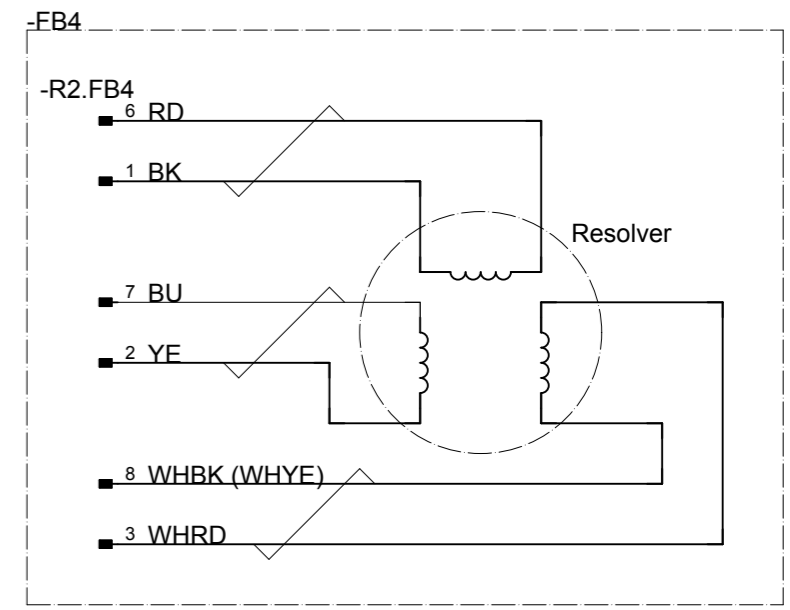 -FB4
-R2.FB4
6 RD
1 BK
Resolver
7 BU
2 YE
8 WHBK (WHYE)
3 WHRD